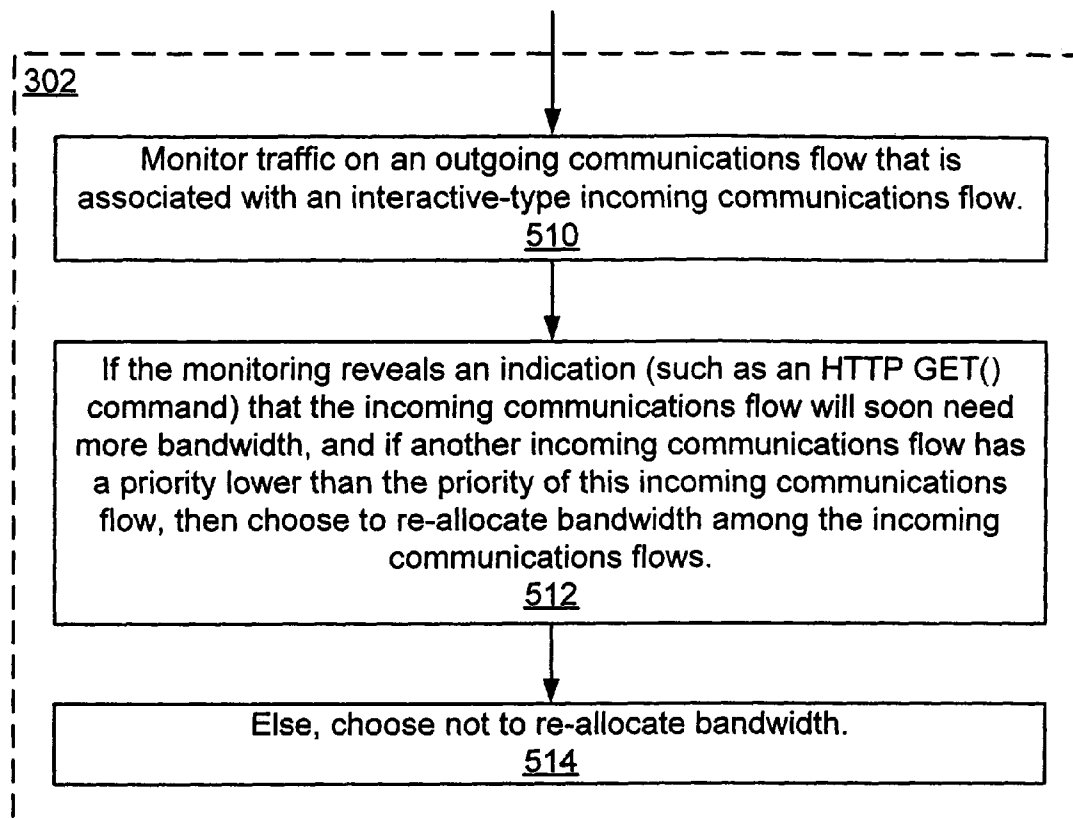 302
Monitor traffic on an outgoing communications flow that is
associated with an interactive-type incoming communications flow.
510
If the monitoring reveals an indication (such as an HTTP GET()
command) that the incoming communications flow will soon need
more bandwidth, and if another incoming communications flow has
a priority lower than the priority of this incoming communications
flow, then choose to re-allocate bandwidth among the incoming
communications flows.
512
Else, choose not to re-allocate bandwidth.
514